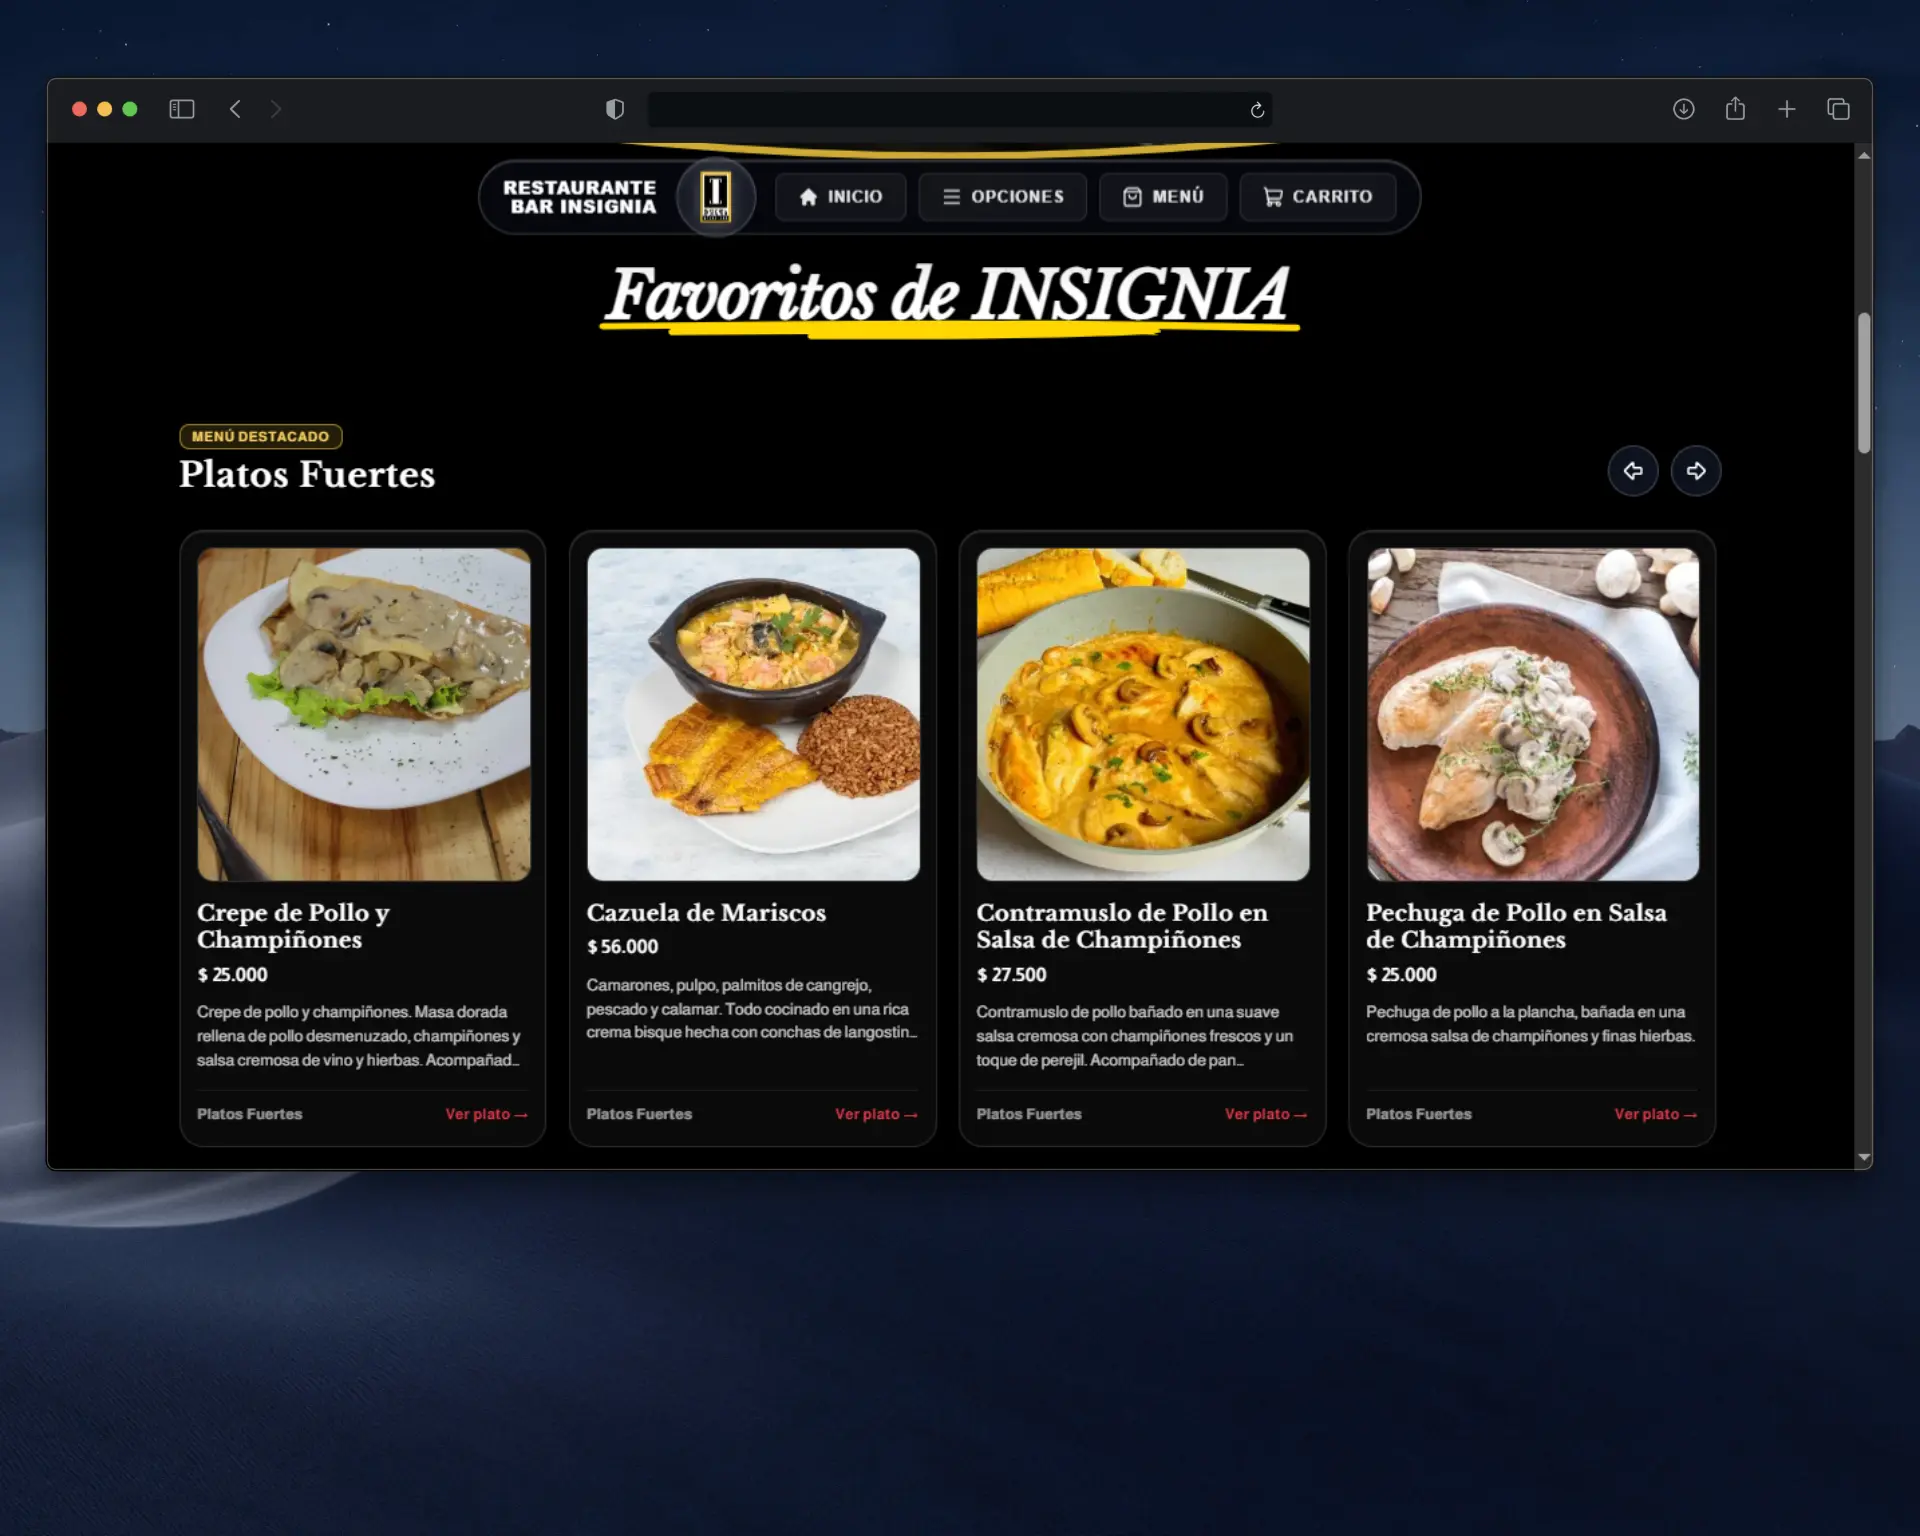 RESTAURANTE
BAR INSIGNIA
I
INICIO
OPCIONES
MENÚ
CARRITO
Favoritos de INSIGNIA
MENÚ DESTACADO
Platos Fuertes
Crepe de Pollo y
Champiñones
$ 25.000
Crepe de pollo y champiñones. Masa dorada
rellena de pollo desmenuzado, champiñones y
salsa cremosa de vino y hierbas. Acompañad...
Platos Fuertes
Ver plato →
Cazuela de Mariscos
$ 56.000
Camarones, pulpo, palmitos de cangrejo,
pescado y calamar. Todo cocinado en una rica
crema bisque hecha con conchas de langostin...
Platos Fuertes
Ver plato →
Contramuslo de Pollo en
Salsa de Champiñones
$ 27.500
Contramuslo de pollo bañado en una suave
salsa cremosa con champiñones frescos y un
toque de perejil. Acompañado de pan...
Platos Fuertes
Ver plato →
Pechuga de Pollo en Salsa
de Champiñones
$ 25.000
Pechuga de pollo a la plancha, bañada en una
cremosa salsa de champiñones y finas hierbas.
Platos Fuertes
Ver plato →